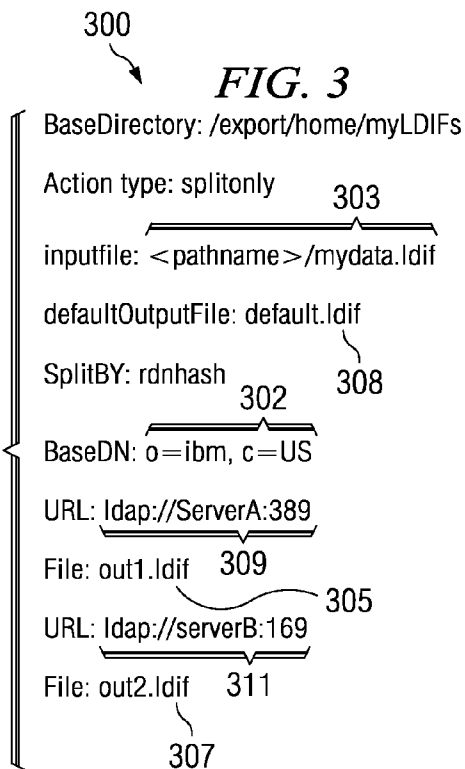 300
FIG. 3
BaseDirectory: /export/home/myLDIFs
Action type: splitonly
303
inputfile: <pathname>/mydata.ldif
defaultOutputFile: default.ldif
308
SplitBY: rdnhash
302
BaseDN: o=ibm, c=US
URL: ldap://ServerA:389
309
File: out1.ldif
305
URL: ldap://serverB:169
311
File: out2.ldif
307